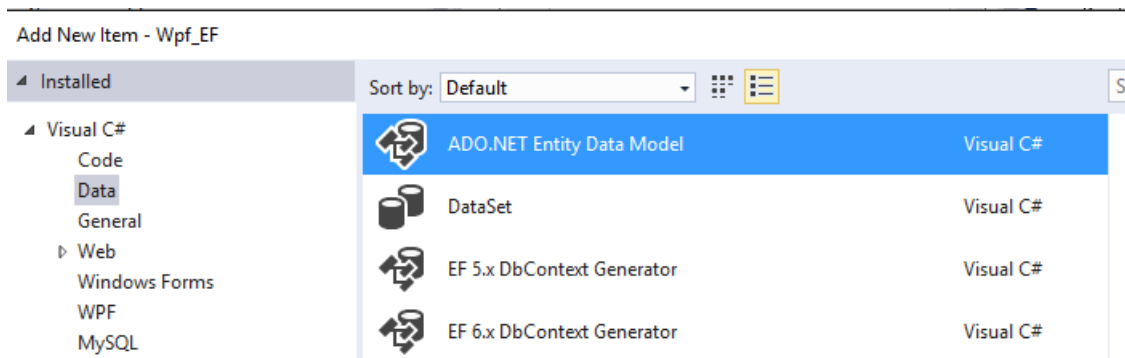 Add New Item - Wpf_EF
Installed
Sort by: Default
Visual C#
Code
Data
General
Web
Windows Forms
WPF
MySQL
ADO.NET Entity Data Model Visual C#
DataSet Visual C#
EF 5.x DbContext Generator Visual C#
EF 6.x DbContext Generator Visual C#